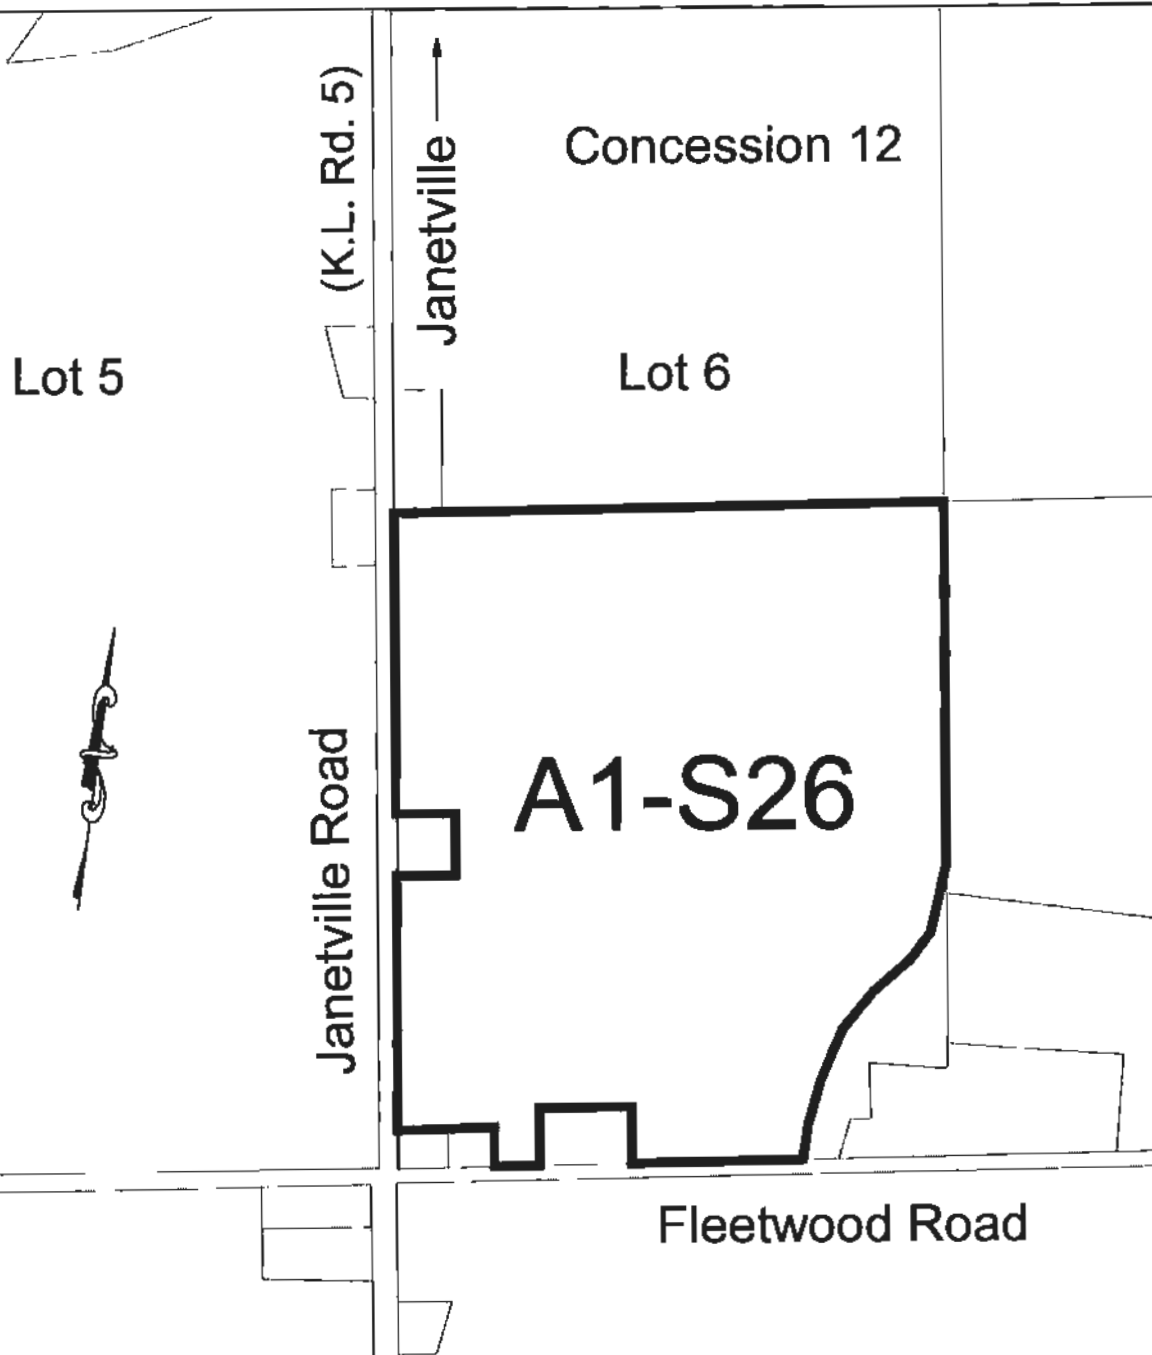 Concession 12
(K.L. Rd. 5)
Janetville
Lot 5
Lot 6
A1-S26
Janetville Road
Fleetwood Road